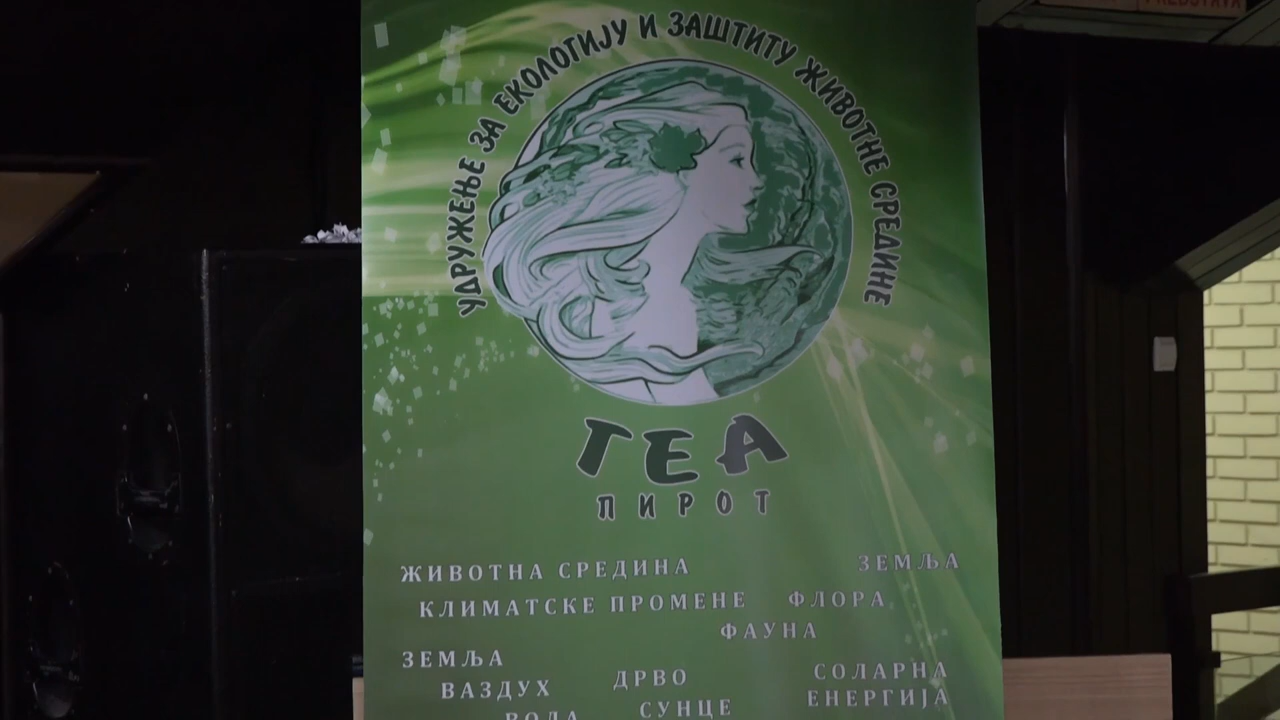 УДРУЖЕЊЕ ЗА ЕКОЛОГИЈУ И ЗАШТИТУ ЖИВОТНЕ СРЕДИНЕ
ГЕА
ПИРОТ
ЖИВОТНА СРЕДИНА ЗЕМЉА
КЛИМАТСКЕ ПРОМЕНЕ ФЛОРА
ФАУНА
ЗЕМЉА
ДРВО СОЛАРНА
ВАЗДУХ ЕНЕРГИЈА
ВОДА СУНЦЕ